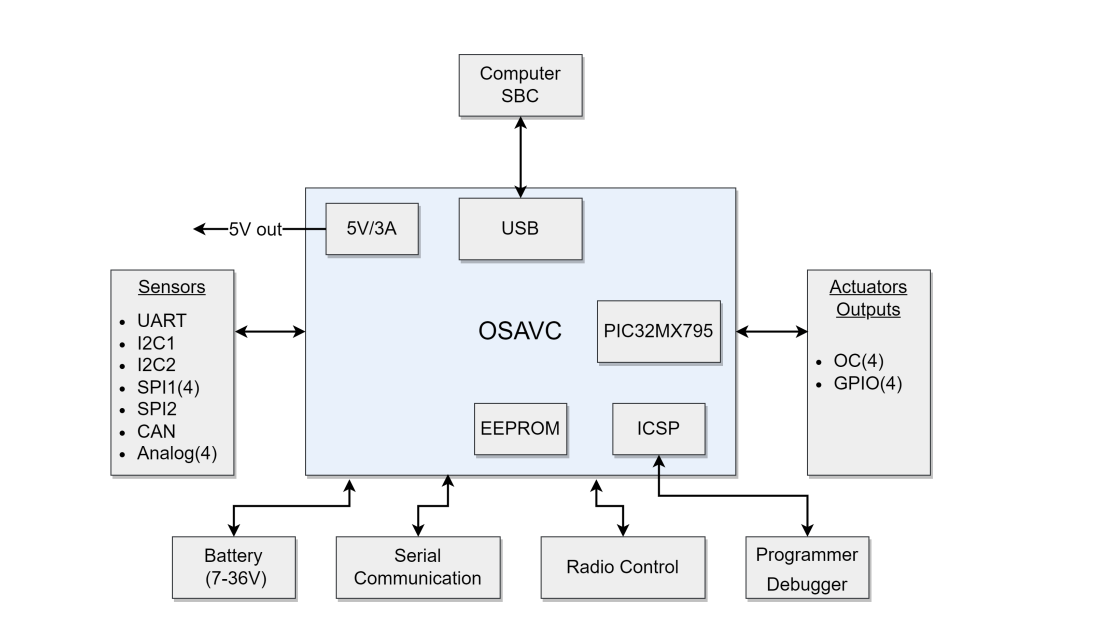 Computer
SBC
5V out
5V/3A
USB
Sensors
UART
I2C1
I2C2
SPI1(4)
SPI2
CAN
Analog(4)
OSAVC
PIC32MX795
Actuators
Outputs
OC(4)
GPIO(4)
EEPROM
ICSP
Battery
(7-36V)
Serial
Communication
Radio Control
Programmer
Debugger